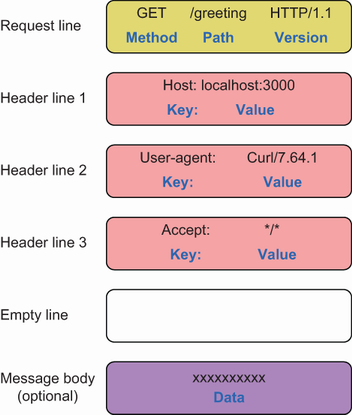 Request line
GET /greeting HTTP/1.1
Method Path Version
Header line 1
Host: localhost:3000
Key: Value
Header line 2
User-agent: Curl/7.64.1
Key: Value
Header line 3
Accept: */*
Key: Value
Empty line
Message body
(optional)
xxxxxxxxxx
Data